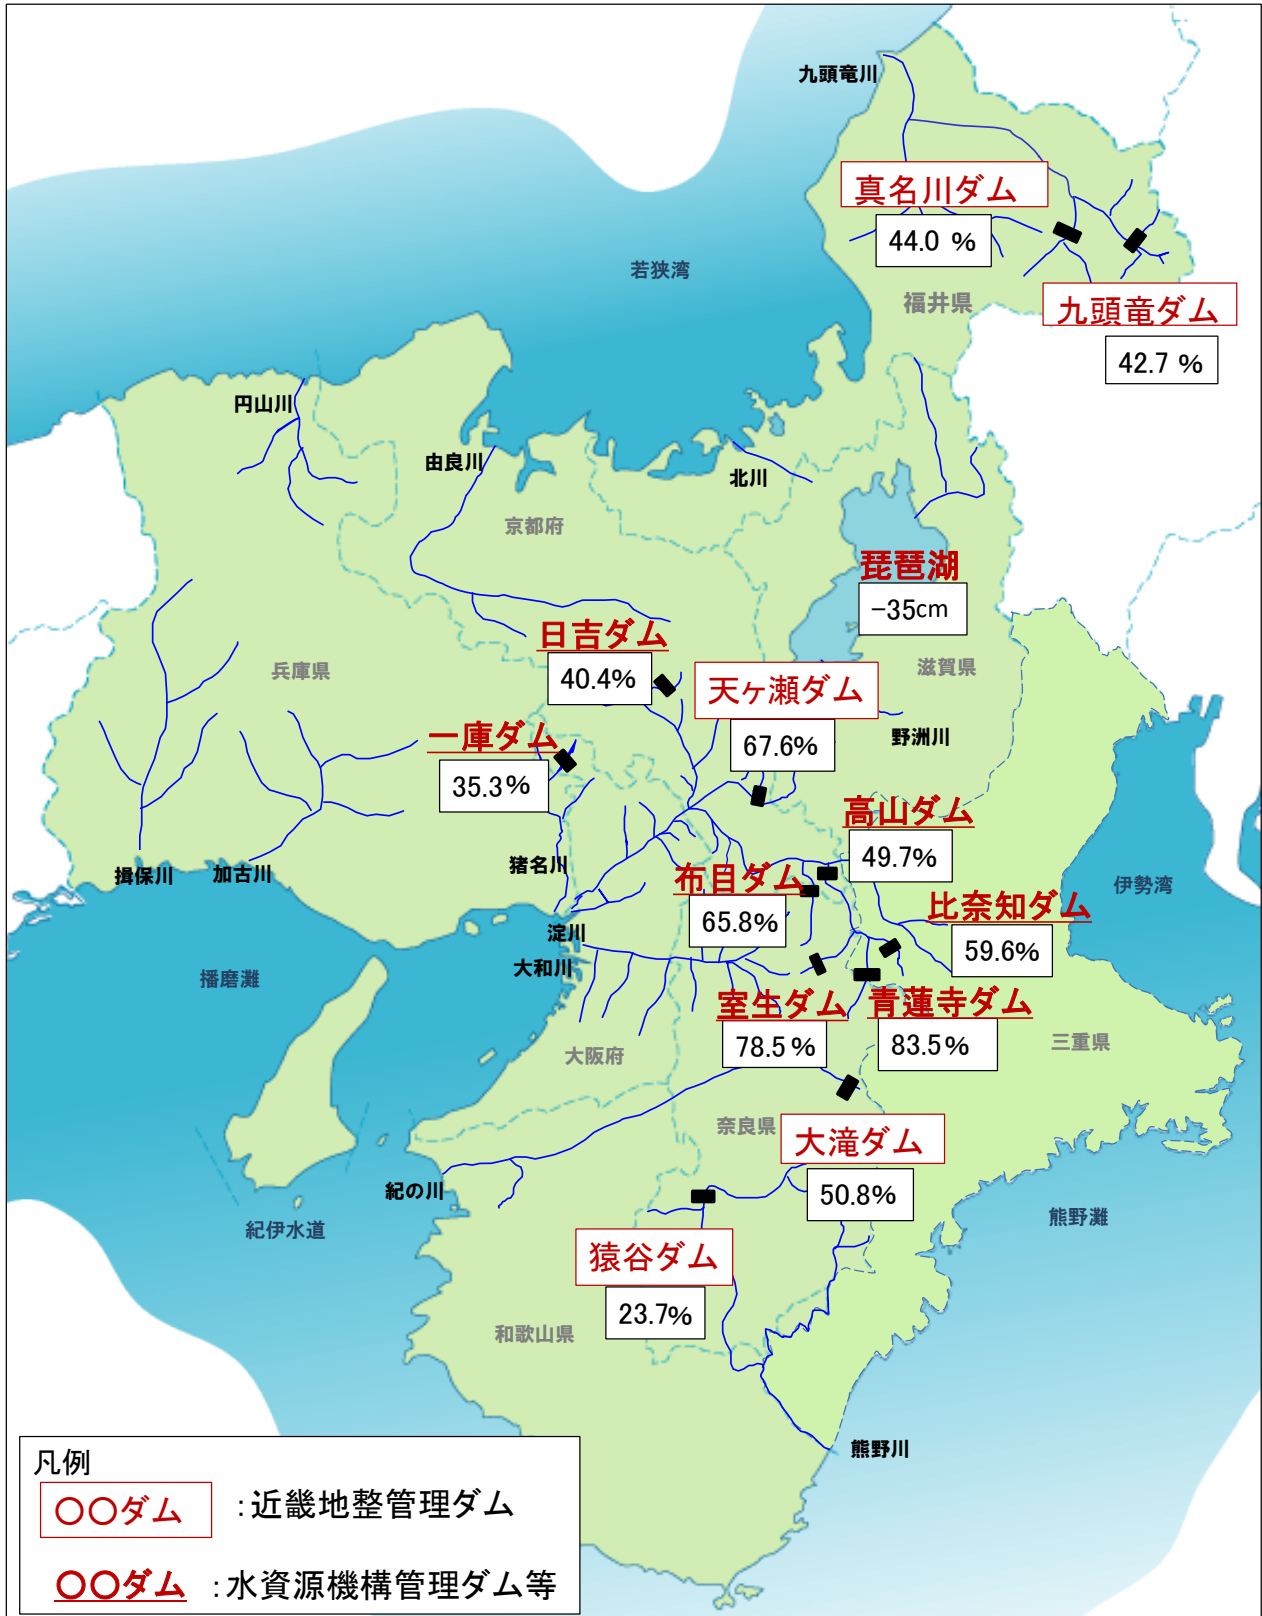 九頭竜川
真名川ダム
44.0 %
若狭湾
福井県
九頭竜ダム
42.7 %
円山川
由良川
北川
京都府
琵琶湖
-35cm
日吉ダム
40.4%
兵庫県
滋賀県
天ヶ瀬ダム
67.6%
野洲川
一庫ダム
35.3%
高山ダム
49.7%
猪名川
揖保川
加古川
布目ダム
65.8%
伊勢湾
比奈知ダム
59.6%
淀川
大和川
播磨灘
室生ダム
78.5%
青蓮寺ダム
83.5%
大阪府
三重県
奈良県
大滝ダム
50.8%
紀の川
紀伊水道
熊野灘
猿谷ダム
23.7%
和歌山県
熊野川
凡例
○○ダム :近畿地整管理ダム
○○ダム :水資源機構管理ダム等